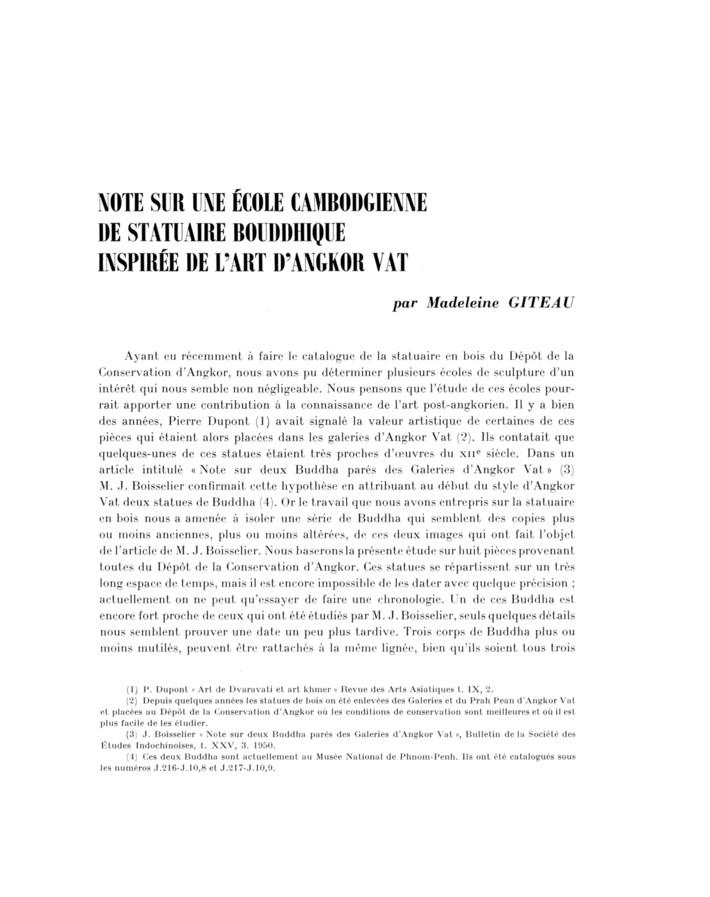 NOTE SUR UNE ÉCOLE CAMBODGIENNE
DE STATUAIRE BOUDDHIQUE
INSPIRÉE DE L'ART D'ANGKOR VAT
par Madeleine GITEAU
Ayant eu récemment à faire le catalogue de la statuaire en bois du Dépôt de la
Conservation d'Angkor, nous avons pu déterminer plusieurs écoles de sculpture d'un
intérêt qui nous semble non négligeable. Nous pensons que l'étude de ces écoles pour-
rait apporter une contribution à la connaissance de l'art post-angkorien. Il y a bien
des années, Pierre Dupont (1) avait signalé la valeur artistique de certaines de ces
pièces qui étaient alors placées dans les galeries d'Angkor Vat (2). Ils contatait que
quelques-unes de ces statues étaient très proches d'œuvres du XIIe siècle. Dans un
article intitulé « Note sur deux Buddha parés des Galeries d'Angkor Vat » (3)
M. J. Boisselier confirmait cette hypothèse en attribuant au début du style d'Angkor
Vat deux statues de Buddha (4). Or le travail que nous avons entrepris sur la statuaire
en bois nous a amenée à isoler une série de Buddha qui semblent des copies plus
ou moins anciennes, plus ou moins altérées, de ces deux images qui ont fait l'objet
de l'article de M. J. Boisselier. Nous baserons la présente étude sur huit pièces provenant
toutes du Dépôt de la Conservation d'Angkor. Ces statues se répartissent sur un très
long espace de temps, mais il est encore impossible de les dater avec quelque précision ;
actuellement on ne peut qu'essayer de faire une chronologie. Un de ces Buddha est
encore fort proche de ceux qui ont été étudiés par M. J. Boisselier, seuls quelques détails
nous semblent prouver une date un peu plus tardive. Trois corps de Buddha plus ou
moins mutilés, peuvent être rattachés à la même lignée, bien qu'ils soient tous trois
(1) P. Dupont « Art de Dvaravati et art khmer » Revue des Arts Asiatiques t. IX, 2.
(2) Depuis quelques années les statues de bois on été enlevées des Galeries et du Prah Pean d'Angkor Vat
et placées au Dépôt de la Conservation d'Angkor où les conditions de conservation sont meilleures et où il est
plus facile de les étudier.
(3) J. Boisselier « Note sur deux Buddha parés des Galeries d'Angkor Vat », Bulletin de la Société des
Études Indochinoises, t. XXV, 3. 1950.
(4) Ces deux Buddha sont actuellement au Musée National de Phnom-Penh. Ils ont été catalogués sous
les numéros J.216-J.10,8 et J.217-J.10,9.